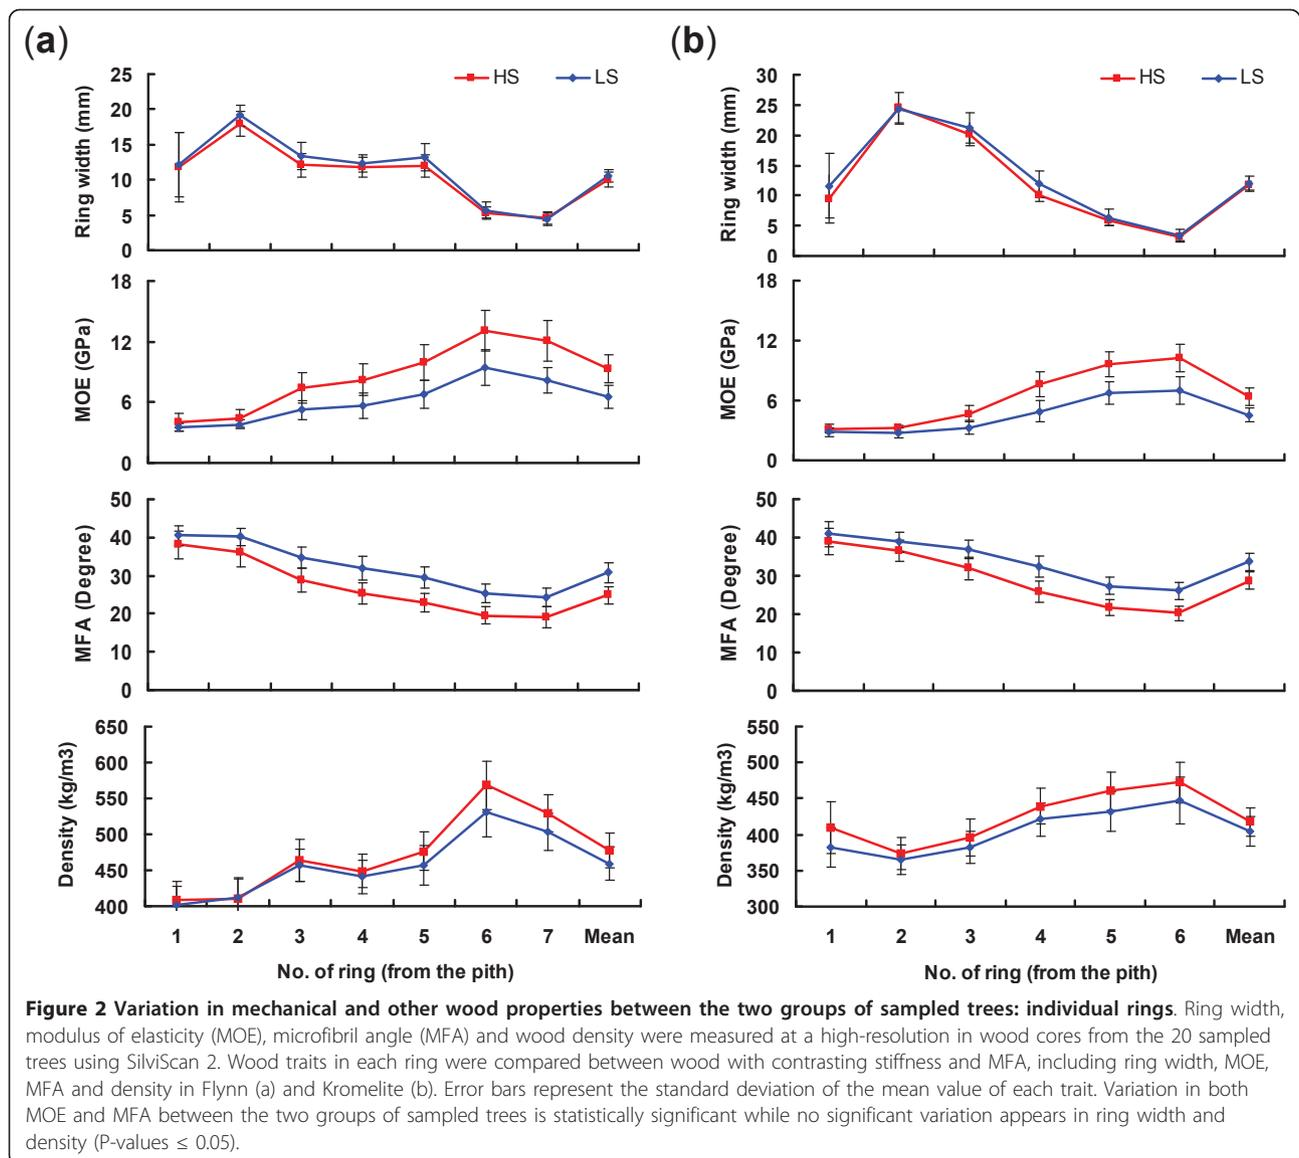 (a)
HS LS
Ring width (mm)
25
20
15
10
5
0
MOE (GPa)
18
12
6
0
MFA (Degree)
50
40
30
20
10
0
Density (kg/m3)
650
600
550
500
450
400
1 2 3 4 5 6 7 Mean
No. of ring (from the pith)
(b)
HS LS
Ring width (mm)
30
25
20
15
10
5
0
MOE (GPa)
18
12
6
0
MFA (Degree)
50
40
30
20
10
0
Density (kg/m3)
550
500
450
400
350
300
1 2 3 4 5 6 Mean
No. of ring (from the pith)
Figure 2 Variation in mechanical and other wood properties between the two groups of sampled trees: individual rings. Ring width,
modulus of elasticity (MOE), microfibril angle (MFA) and wood density were measured at a high-resolution in wood cores from the 20 sampled
trees using SilviScan 2. Wood traits in each ring were compared between wood with contrasting stiffness and MFA, including ring width, MOE,
MFA and density in Flynn (a) and Kromelite (b). Error bars represent the standard deviation of the mean value of each trait. Variation in both
MOE and MFA between the two groups of sampled trees is statistically significant while no significant variation appears in ring width and
density (P-values ≤ 0.05).